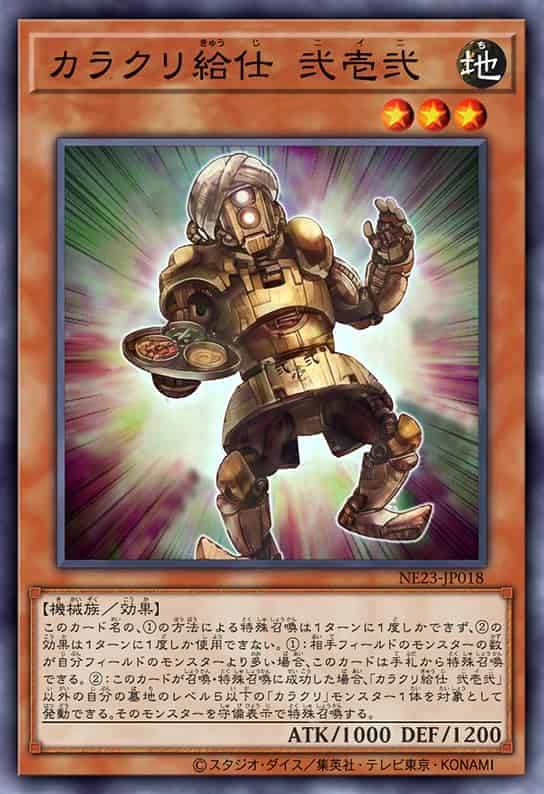 カラクリ給仕 弐壱弐
きゅうじ ニイニ
地
ち
弐壱弐
NE23-JP018
【機械族／効果】
このカード名の、①の方法による特殊召喚は1ターンに1度しかできず、②の
効果は1ターンに1度しか使用できない。①：相手フィールドのモンスターの数
が自分フィールドのモンスターより多い場合、このカードは手札から特殊召喚
できる。②：このカードが召喚・特殊召喚に成功した場合、「カラクリ給仕 弐壱弐」
以外の自分の墓地のレベル5以下の「カラクリ」モンスター1体を対象として
発動できる。そのモンスターを守備表示で特殊召喚する。
ATK/1000 DEF/1200
©スタジオ・ダイス／集英社・テレビ東京・KONAMI